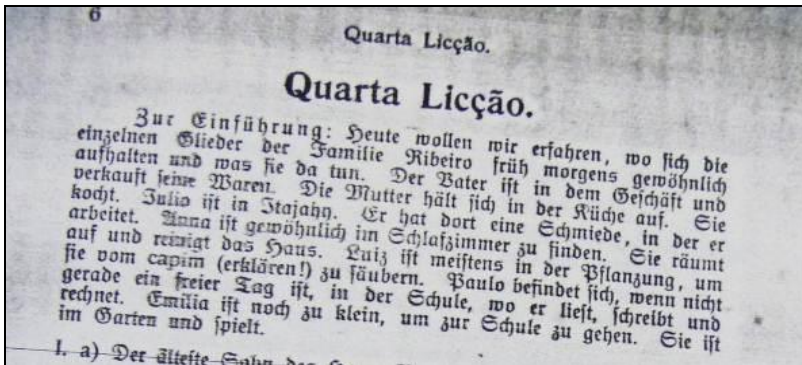 6
Quarta Licção.
Quarta Licção.
Zur Einführung: Heute wollen wir erfahren, wo sich die
einzelnen Glieder der Familie Ribeiro früh morgens gewöhnlich
aufhalten und was sie da tun. Der Vater ist in dem Geschäft und
verkauft seine Waren. Die Mutter hält sich in der Küche auf. Sie
kocht. Julio ist in Itajahy. Er hat dort eine Schmiede, in der er
arbeitet. Anna ist gewöhnlich im Schlafzimmer zu finden. Sie räumt
auf und reinigt das Haus. Luiz ist meistens in der Pflanzung, um
sie vom capim (erklären!) zu säubern. Paulo befindet sich, wenn nicht
gerade ein freier Tag ist, in der Schule, wo er liest, schreibt und
rechnet. Emilia ist noch zu klein, um zur Schule zu gehen. Sie ist
im Garten und spielt.
I. a) Der älteste Sohn